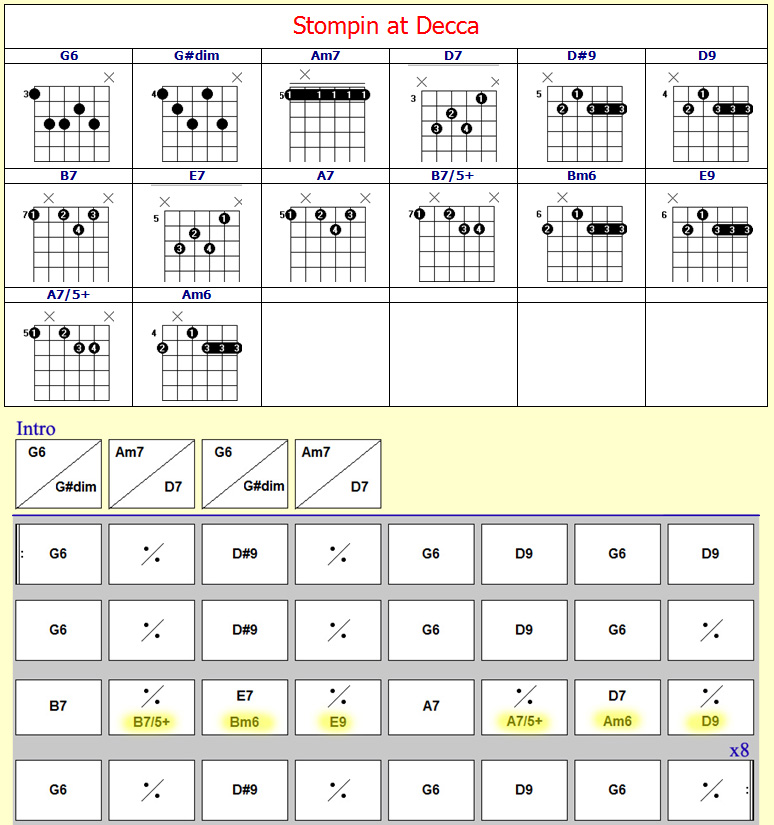 Stompin at Decca
G6 G#dim Am7 D7 D#9 D9
3
4
5 1 1 1 1 1
3 1
2
3 4
5 1
2 3 3 3
4 1
2 3 3 3
B7 E7 A7 B7/5+ Bm6 E9
7 1 2 3
4
5 1
2
3 4
5 1 2 3
4
7 1 2
3 4
6 1
2 3 3 3
6 1
2 3 3 3
A7/5+ Am6
5 1 2
3 4
4 1
2 3 3 3
Intro
G6 Am7 G6 Am7
G#dim D7 G#dim D7
G6 % D#9 % G6 D9 G6 D9
G6 % D#9 % G6 D9 G6 %
B7 % E7 % A7 % D7 %
B7/5+ Bm6 E9 A7/5+ Am6 D9
x8
G6 % D#9 % G6 D9 G6 %